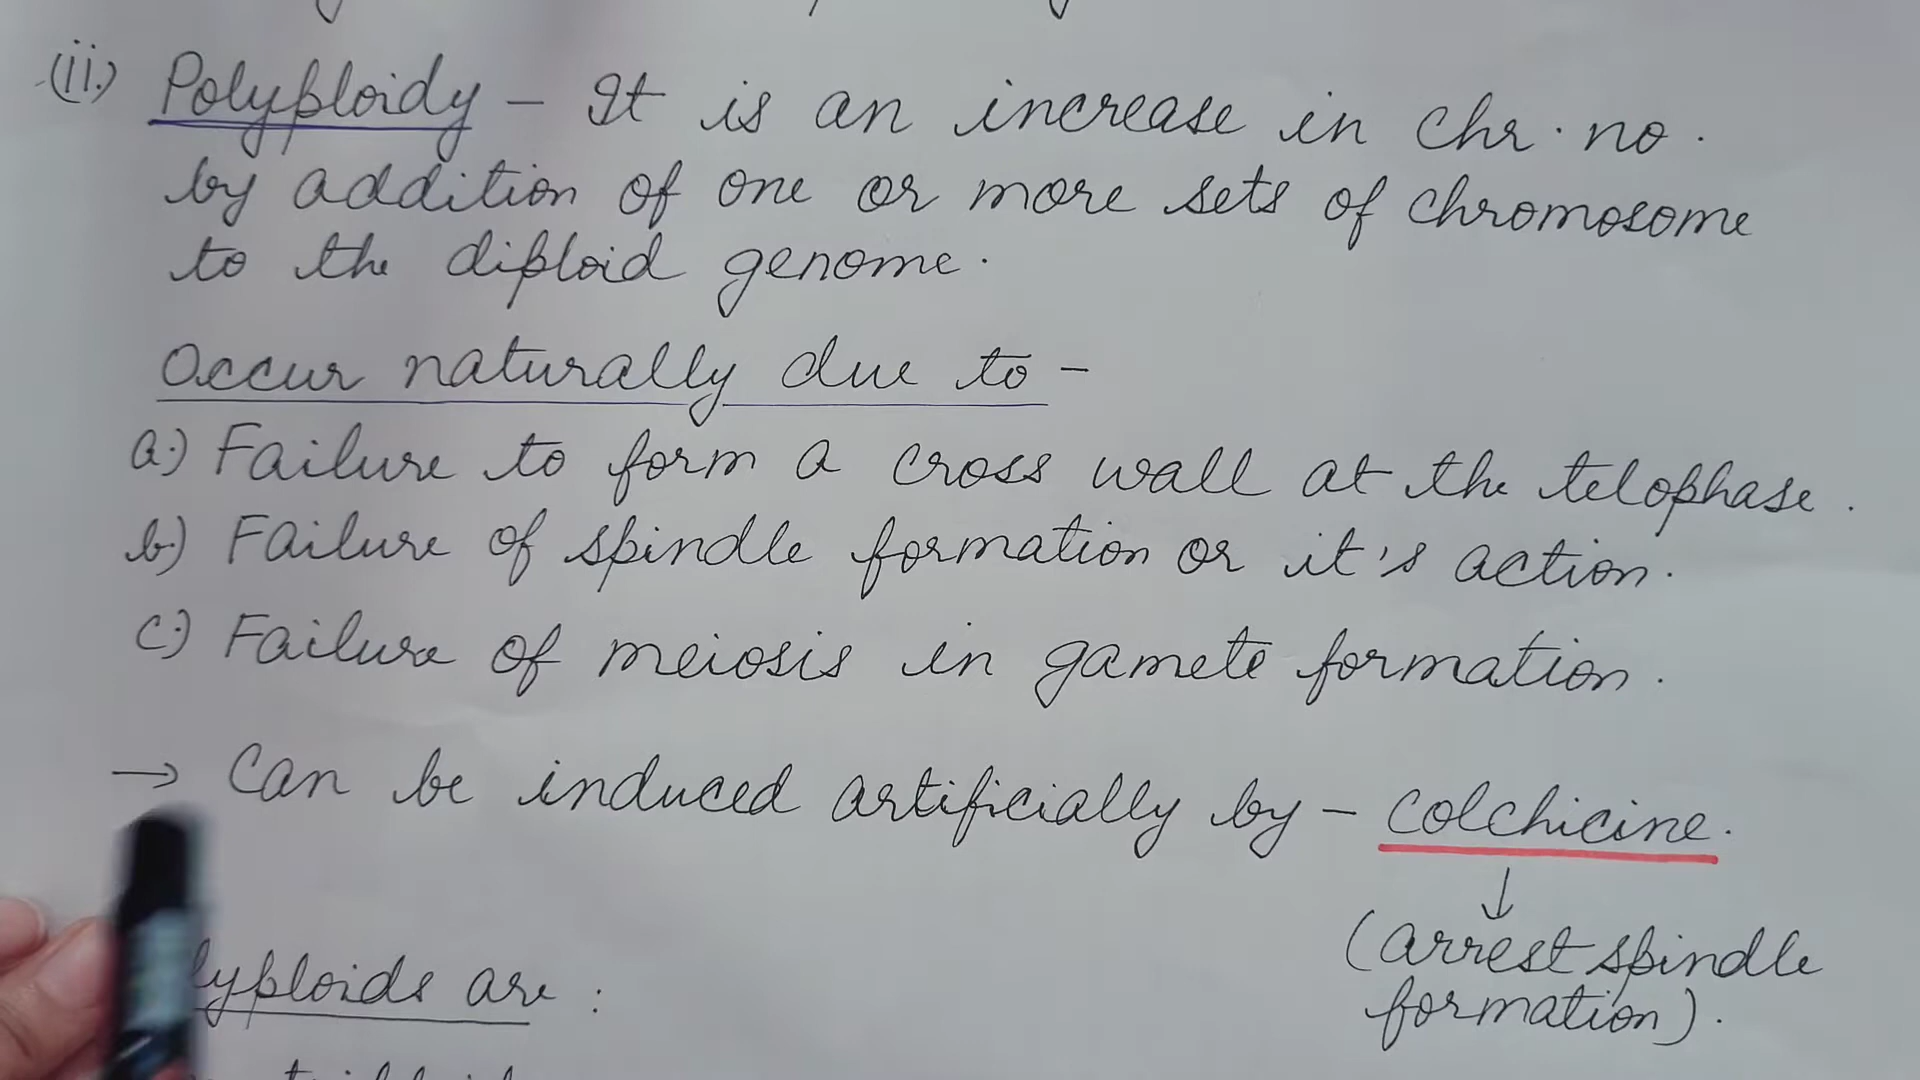 (ii.) Polyploidy - It is an increase in chr. no.
by addition of one or more sets of chromosome
to the diploid genome.
Occur naturally due to -
a.) Failure to form a cross wall at the telophase.
b.) Failure of spindle formation or it's action.
c.) Failure of meiosis in gamete formation.
→ Can be induced artificially by - colchicine.
↓
(arrest spindle
formation).
lyploids are :